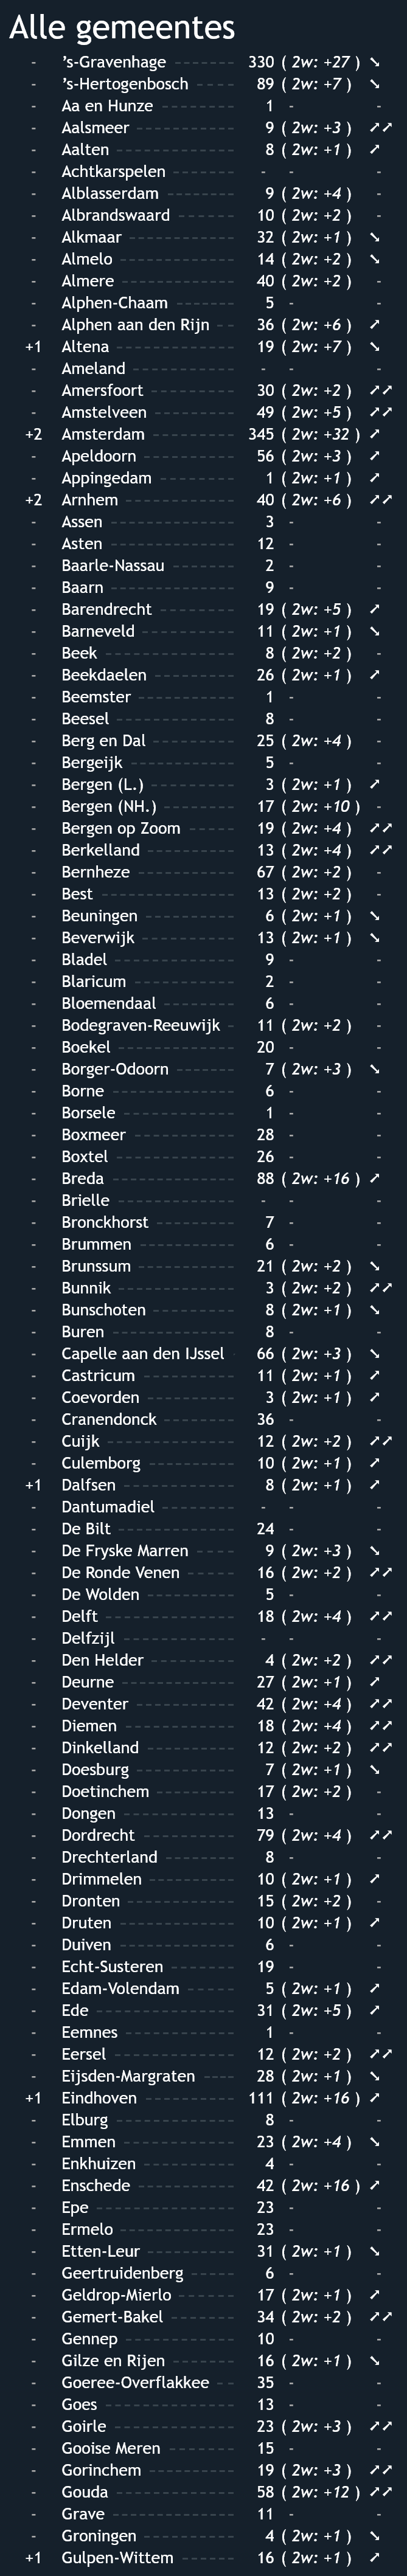 Alle gemeentes
- ’s-Gravenhage 330 ( 2w: +27 ) ➘
- ’s-Hertogenbosch 89 ( 2w: +7 ) ➘
- Aa en Hunze 1 - -
- Aalsmeer 9 ( 2w: +3 ) ➚➚
- Aalten 8 ( 2w: +1 ) ➚
- Achtkarspelen - - -
- Alblasserdam 9 ( 2w: +4 ) -
- Albrandswaard 10 ( 2w: +2 ) -
- Alkmaar 32 ( 2w: +1 ) ➘
- Almelo 14 ( 2w: +2 ) ➘
- Almere 40 ( 2w: +2 ) -
- Alphen-Chaam 5 - -
- Alphen aan den Rijn 36 ( 2w: +6 ) ➚
+1 Altena 19 ( 2w: +7 ) ➘
- Ameland - - -
- Amersfoort 30 ( 2w: +2 ) ➚➚
- Amstelveen 49 ( 2w: +5 ) ➚➚
+2 Amsterdam 345 ( 2w: +32 ) ➚
- Apeldoorn 56 ( 2w: +3 ) ➚
- Appingedam 1 ( 2w: +1 ) ➚
+2 Arnhem 40 ( 2w: +6 ) ➚➚
- Assen 3 - -
- Asten 12 - -
- Baarle-Nassau 2 - -
- Baarn 9 - -
- Barendrecht 19 ( 2w: +5 ) ➚
- Barneveld 11 ( 2w: +1 ) ➘
- Beek 8 ( 2w: +2 ) -
- Beekdaelen 26 ( 2w: +1 ) ➚
- Beemster 1 - -
- Beesel 8 - -
- Berg en Dal 25 ( 2w: +4 ) -
- Bergeijk 5 - -
- Bergen (L.) 3 ( 2w: +1 ) ➚
- Bergen (NH.) 17 ( 2w: +10 ) -
- Bergen op Zoom 19 ( 2w: +4 ) ➚➚
- Berkelland 13 ( 2w: +4 ) ➚➚
- Bernheze 67 ( 2w: +2 ) -
- Best 13 ( 2w: +2 ) -
- Beuningen 6 ( 2w: +1 ) ➘
- Beverwijk 13 ( 2w: +1 ) ➘
- Bladel 9 - -
- Blaricum 2 - -
- Bloemendaal 6 - -
- Bodegraven-Reeuwijk 11 ( 2w: +2 ) -
- Boekel 20 - -
- Borger-Odoorn 7 ( 2w: +3 ) ➘
- Borne 6 - -
- Borsele 1 - -
- Boxmeer 28 - -
- Boxtel 26 - -
- Breda 88 ( 2w: +16 ) ➚
- Brielle - - -
- Bronckhorst 7 - -
- Brummen 6 - -
- Brunssum 21 ( 2w: +2 ) ➘
- Bunnik 3 ( 2w: +2 ) ➚➚
- Bunschoten 8 ( 2w: +1 ) ➘
- Buren 8 - -
- Capelle aan den IJssel 66 ( 2w: +3 ) ➘
- Castricum 11 ( 2w: +1 ) ➚
- Coevorden 3 ( 2w: +1 ) ➚
- Cranendonck 36 - -
- Cuijk 12 ( 2w: +2 ) ➚➚
- Culemborg 10 ( 2w: +1 ) ➚
+1 Dalfsen 8 ( 2w: +1 ) ➚
- Dantumadiel - - -
- De Bilt 24 - -
- De Fryske Marren 9 ( 2w: +3 ) ➘
- De Ronde Venen 16 ( 2w: +2 ) ➚➚
- De Wolden 5 - -
- Delft 18 ( 2w: +4 ) ➚➚
- Delfzijl - - -
- Den Helder 4 ( 2w: +2 ) ➚➚
- Deurne 27 ( 2w: +1 ) ➚
- Deventer 42 ( 2w: +4 ) ➚➚
- Diemen 18 ( 2w: +4 ) ➚➚
- Dinkelland 12 ( 2w: +2 ) ➚➚
- Doesburg 7 ( 2w: +1 ) ➘
- Doetinchem 17 ( 2w: +2 ) -
- Dongen 13 - -
- Dordrecht 79 ( 2w: +4 ) ➚➚
- Drechterland 8 - -
- Drimmelen 10 ( 2w: +1 ) ➚
- Dronten 15 ( 2w: +2 ) -
- Druten 10 ( 2w: +1 ) ➚
- Duiven 6 - -
- Echt-Susteren 19 - -
- Edam-Volendam 5 ( 2w: +1 ) ➚
- Ede 31 ( 2w: +5 ) ➚
- Eemnes 1 - -
- Eersel 12 ( 2w: +2 ) ➚➚
- Eijsden-Margraten 28 ( 2w: +1 ) ➘
+1 Eindhoven 111 ( 2w: +16 ) ➚
- Elburg 8 - -
- Emmen 23 ( 2w: +4 ) ➘
- Enkhuizen 4 - -
- Enschede 42 ( 2w: +16 ) ➚
- Epe 23 - -
- Ermelo 23 - -
- Etten-Leur 31 ( 2w: +1 ) ➘
- Geertruidenberg 6 - -
- Geldrop-Mierlo 17 ( 2w: +1 ) ➚
- Gemert-Bakel 34 ( 2w: +2 ) ➚➚
- Gennep 10 - -
- Gilze en Rijen 16 ( 2w: +1 ) ➘
- Goeree-Overflakkee 35 - -
- Goes 13 - -
- Goirle 23 ( 2w: +3 ) ➚➚
- Gooise Meren 15 - -
- Gorinchem 19 ( 2w: +3 ) ➚➚
- Gouda 58 ( 2w: +12 ) ➚➚
- Grave 11 - -
- Groningen 4 ( 2w: +1 ) ➘
+1 Gulpen-Wittem 16 ( 2w: +1 ) ➚